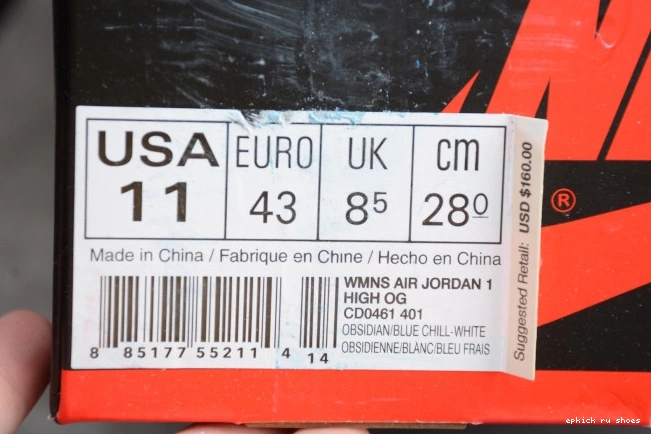 USA EURO UK cm
11 43 85 280
Made in China / Fabrique en Chine / Hecho en China
WMNS AIR JORDAN 1
HIGH OG
CD0461 401
OBSIDIAN/BLUE CHILL-WHITE
OBSIDIENNE/BLANC/BLEU FRAIS
8 85177 55211 4 14
Suggested Retail: USD $160.00
®
epkick ru shoes